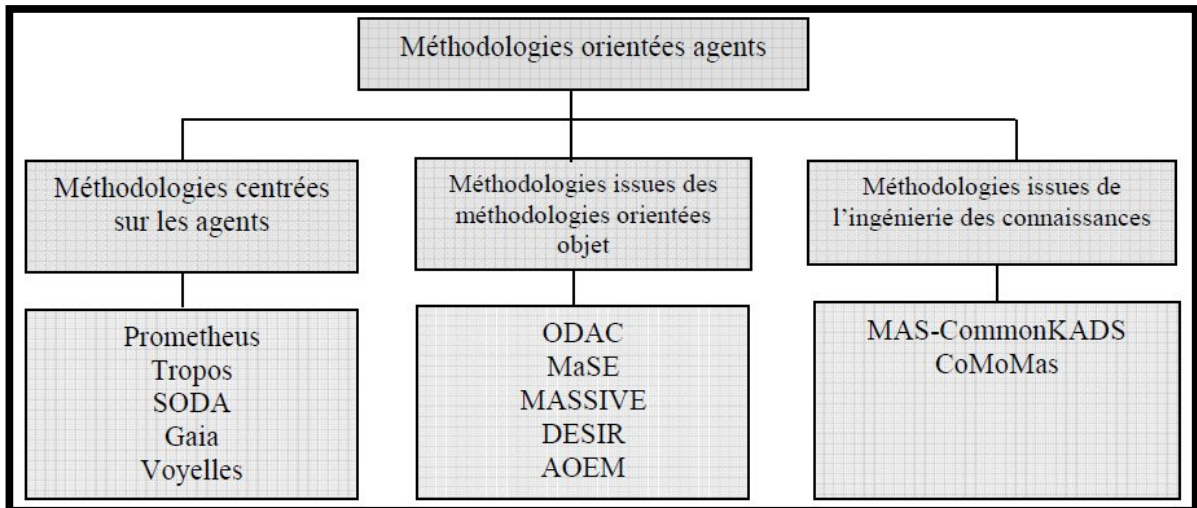 Méthodologies orientées agents
Méthodologies centrées
sur les agents
Prometheus
Tropos
SODA
Gaia
Voyelles
Méthodologies issues des
méthodologies orientées
objet
ODAC
MaSE
MASSIVE
DESIR
AOEM
Méthodologies issues de
l'ingénierie des connaissances
MAS-CommonKADS
CoMoMas